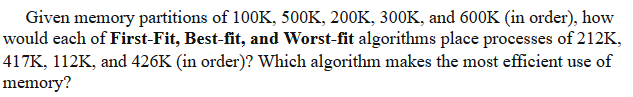 Given memory partitions of 100K, 500K, 200K, 300K, and 600K (in order), how
would each of First-Fit, Best-fit, and Worst-fit algorithms place processes of 212K,
417K, 112K, and 426K (in order)? Which algorithm makes the most efficient use of
memory?